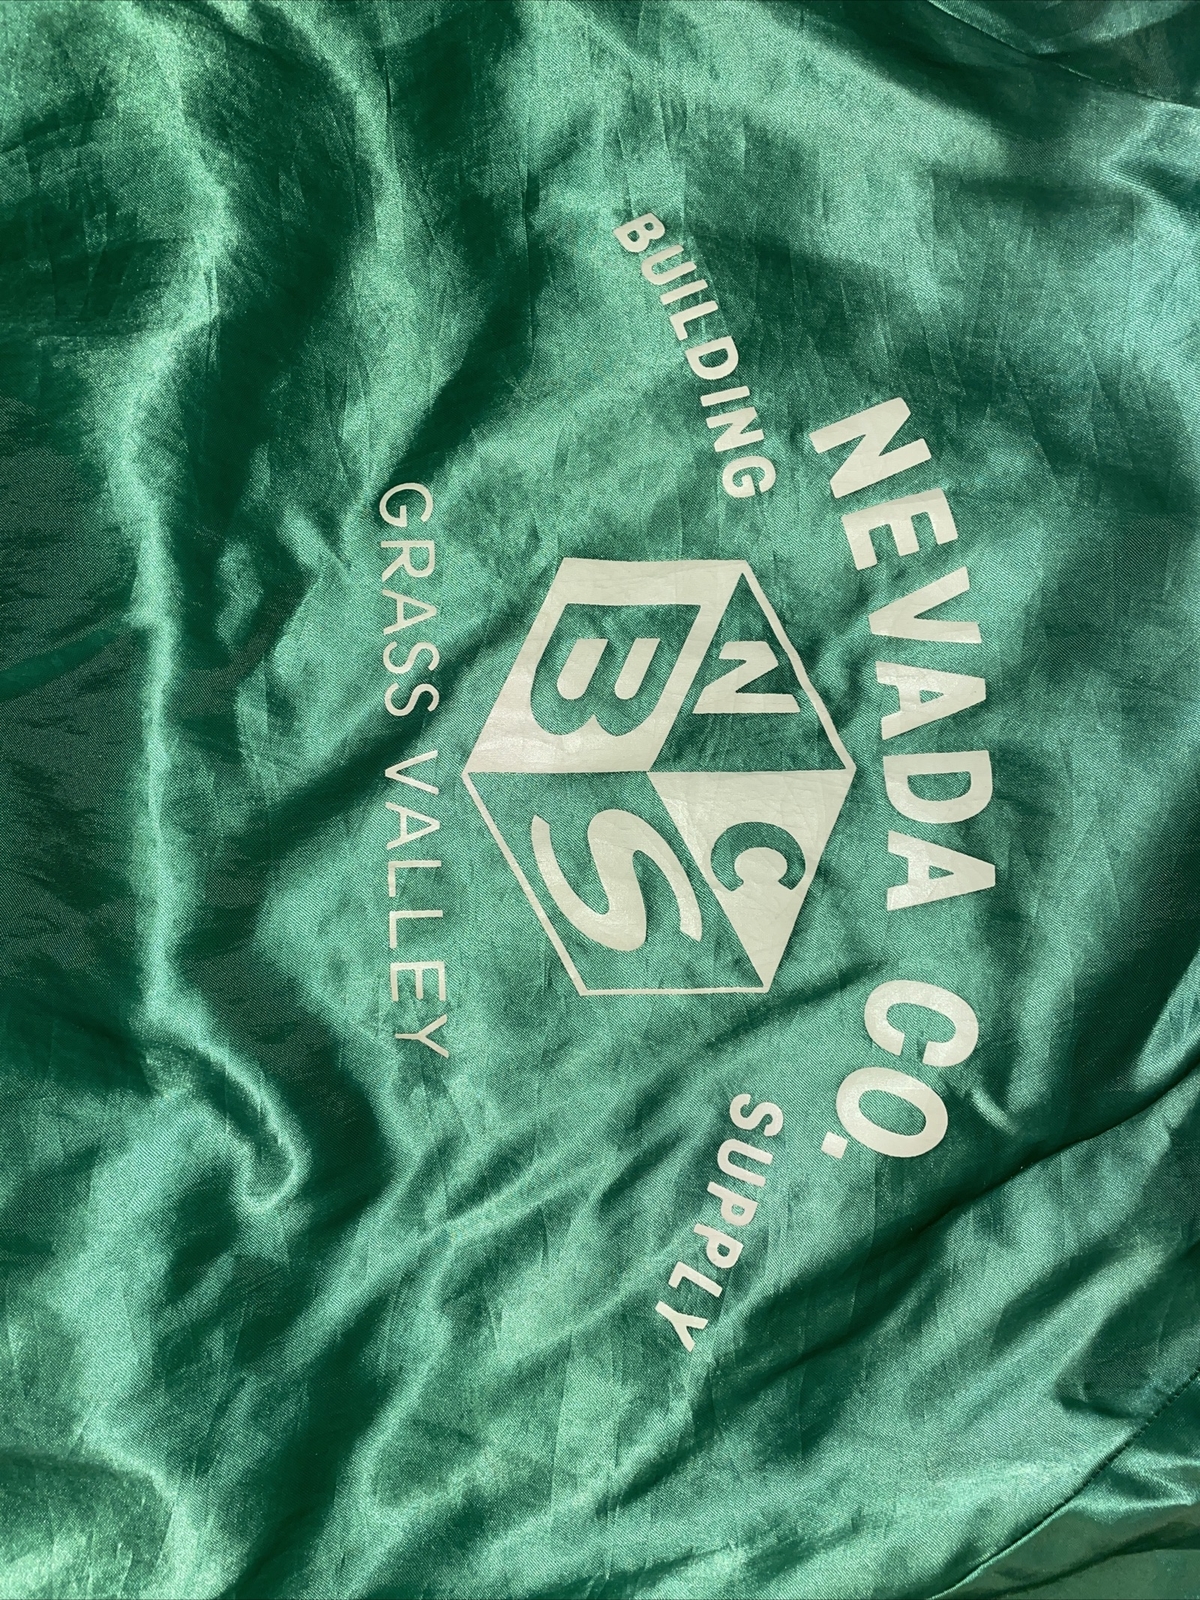 NEVADA CO.
BUILDING SUPPLY
N C
B S
GRASS VALLEY